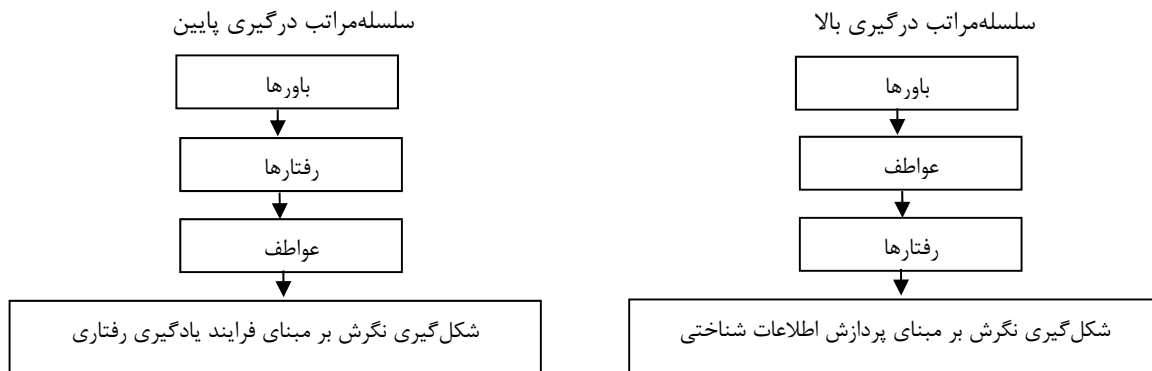 سلسله‌مراتب درگیری بالا
باورها
عواطف
رفتارها
شکل‌گیری نگرش بر مبنای پردازش اطلاعات شناختی
سلسله‌مراتب درگیری پایین
باورها
رفتارها
عواطف
شکل‌گیری نگرش بر مبنای فرایند یادگیری رفتاری